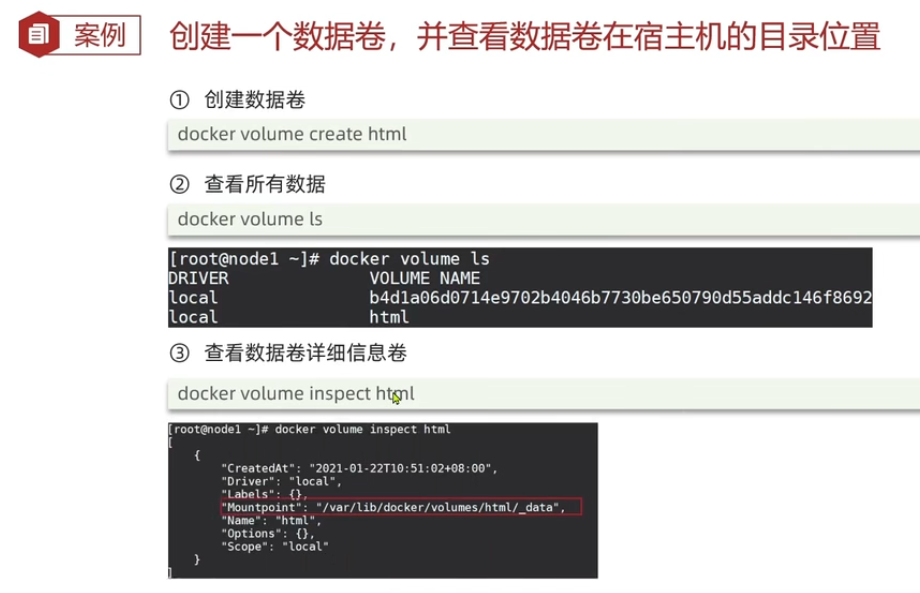 案例
创建一个数据卷，并查看数据卷在宿主机的目录位置
① 创建数据卷
docker volume create html
② 查看所有数据
docker volume ls
[root@node1 ~]# docker volume ls
DRIVER VOLUME NAME
local b4d1a06d0714e9702b4046b7730be650790d55addc146f8692
local html
③ 查看数据卷详细信息卷
docker volume inspect html
[root@node1 ~]# docker volume inspect html
[
{
"CreatedAt": "2021-01-22T10:51:02+08:00",
"Driver": "local",
"Labels": {},
"Mountpoint": "/var/lib/docker/volumes/html/_data",
"Name": "html",
"Options": {},
"Scope": "local"
}
]